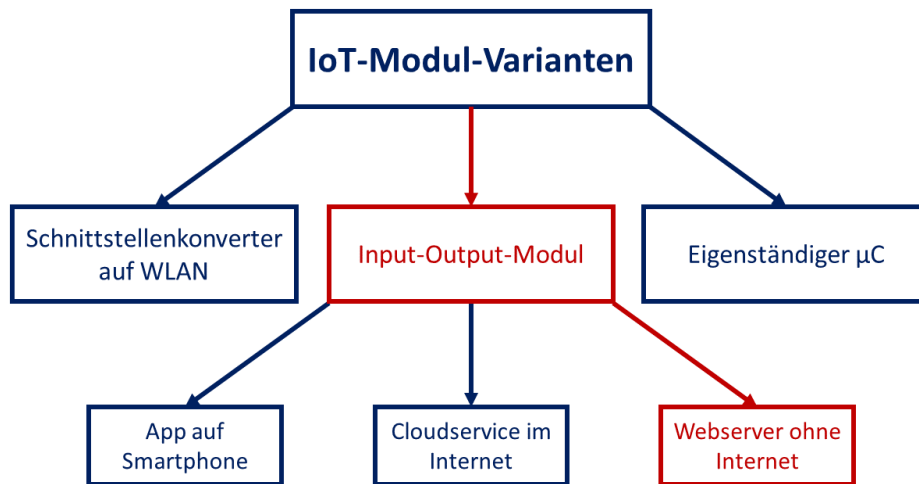 IoT-Modul-Varianten
Schnittstellenkonverter
auf WLAN
Input-Output-Modul
Eigenständiger µC
App auf
Smartphone
Cloudservice im
Internet
Webserver ohne
Internet